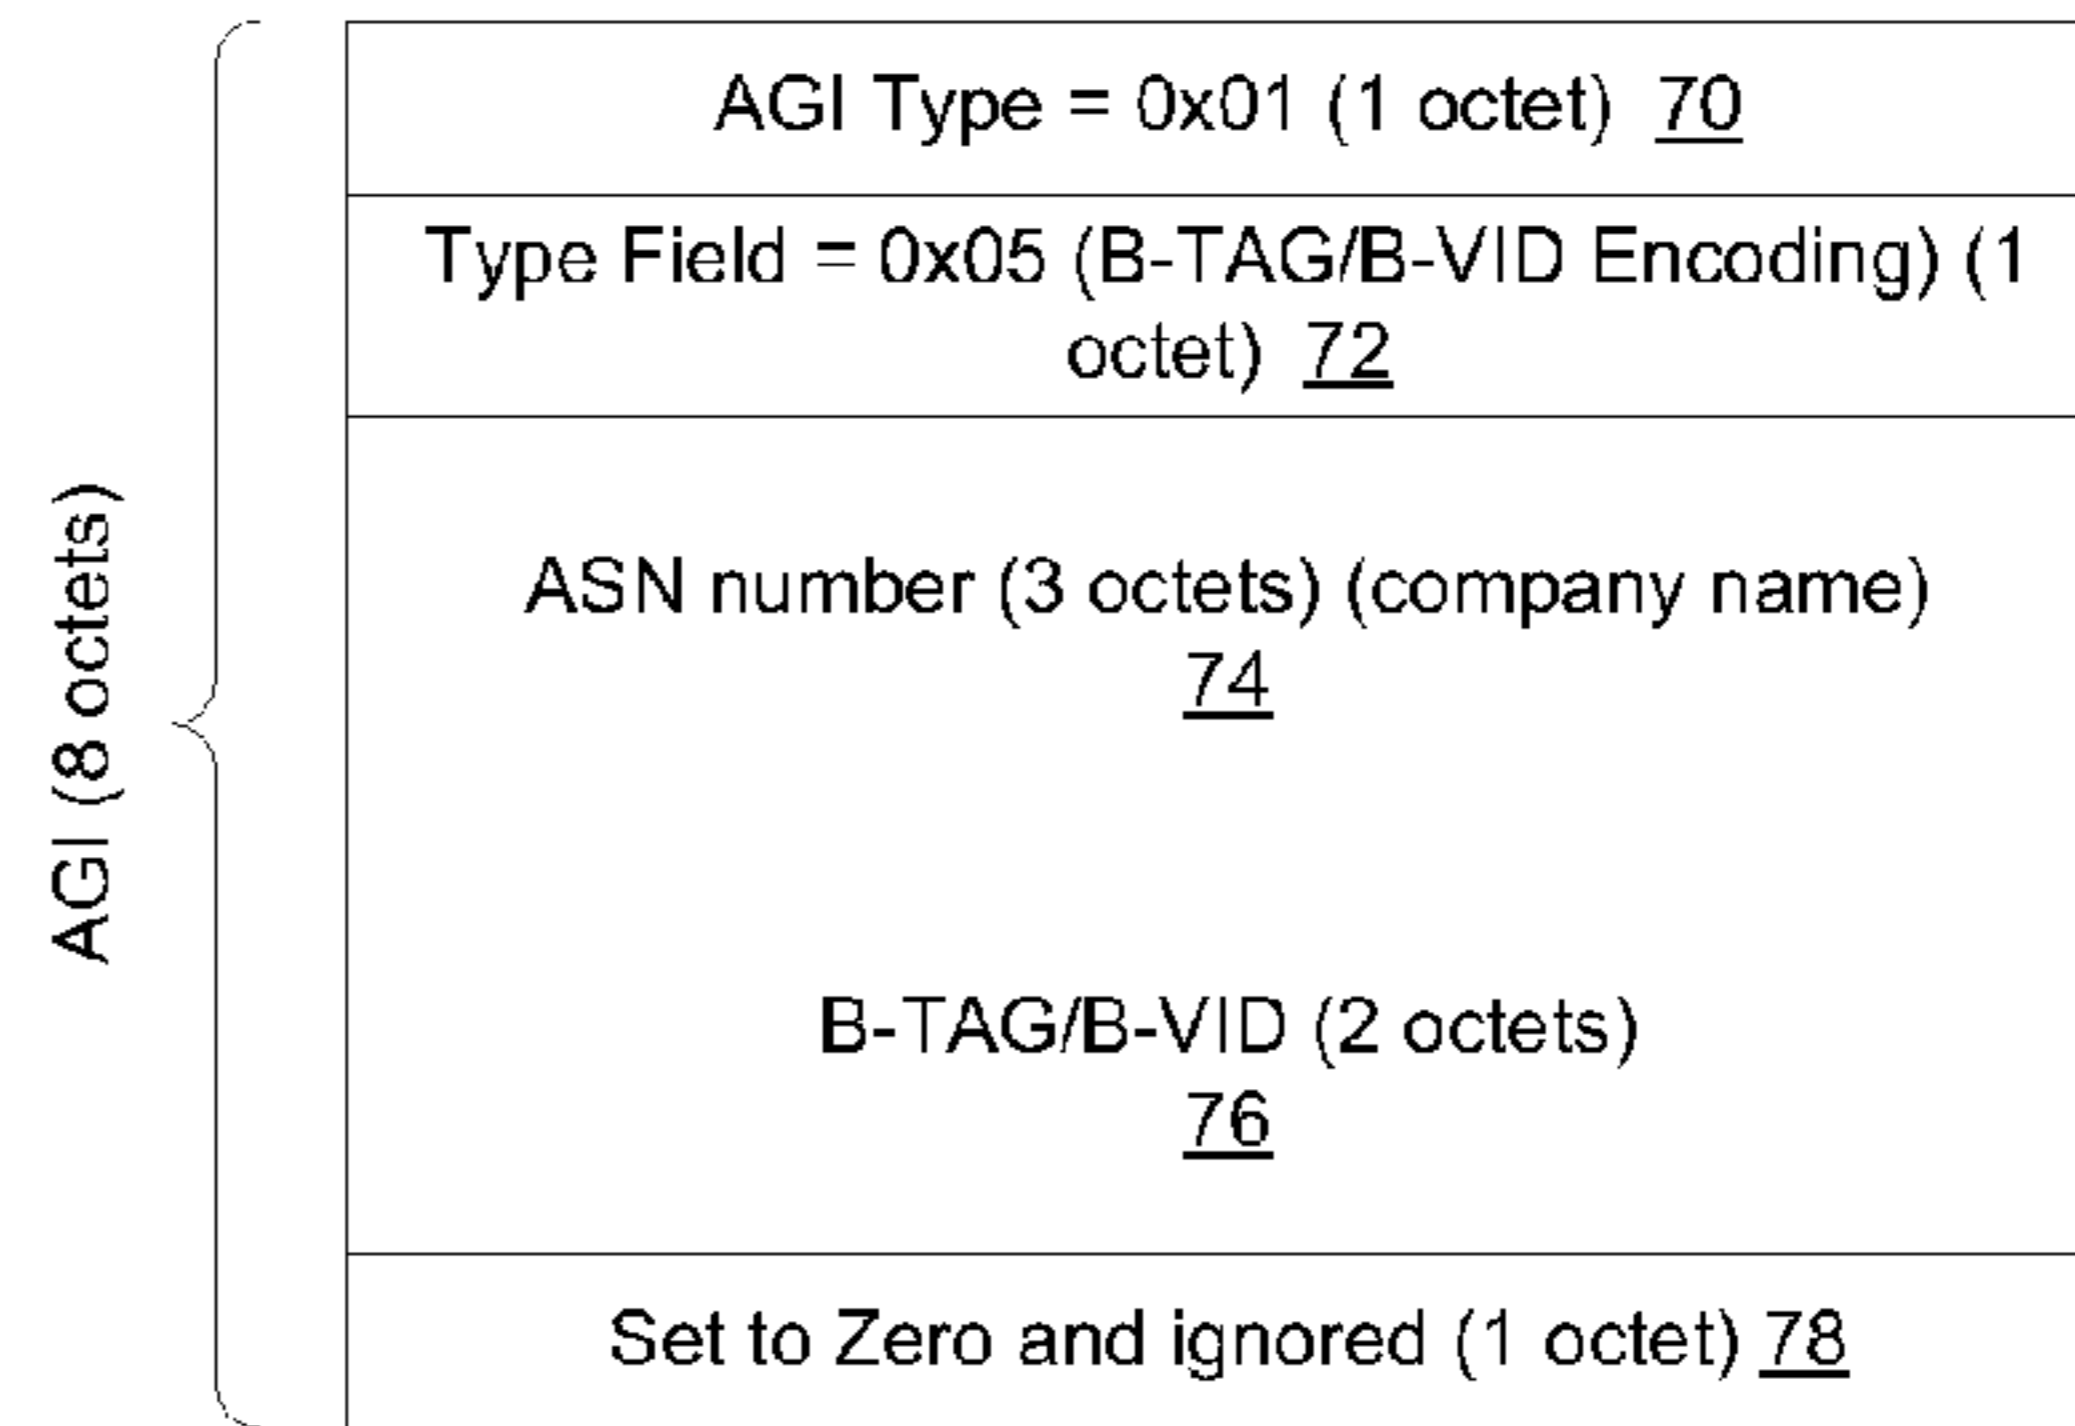 AGI (8 octets)
AGI Type = 0x01 (1 octet) 70
Type Field = 0x05 (B-TAG/B-VID Encoding) (1
octet) 72
ASN number (3 octets) (company name)
74
B-TAG/B-VID (2 octets)
76
Set to Zero and ignored (1 octet) 78